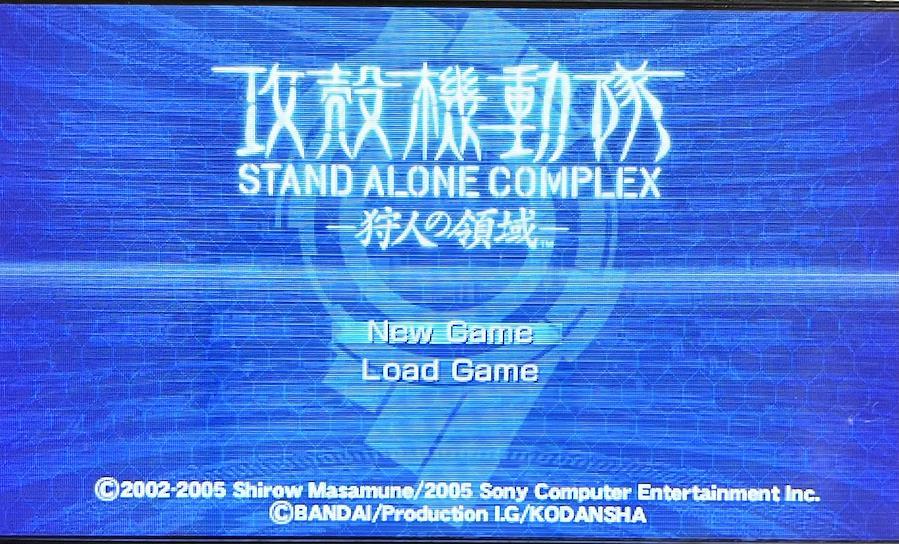 攻殻機動隊
STAND ALONE COMPLEX
—狩人の領域—™
New Game
Load Game
©2002-2005 Shirow Masamune/2005 Sony Computer Entertainment Inc.
©BANDAI/Production I.G/KODANSHA